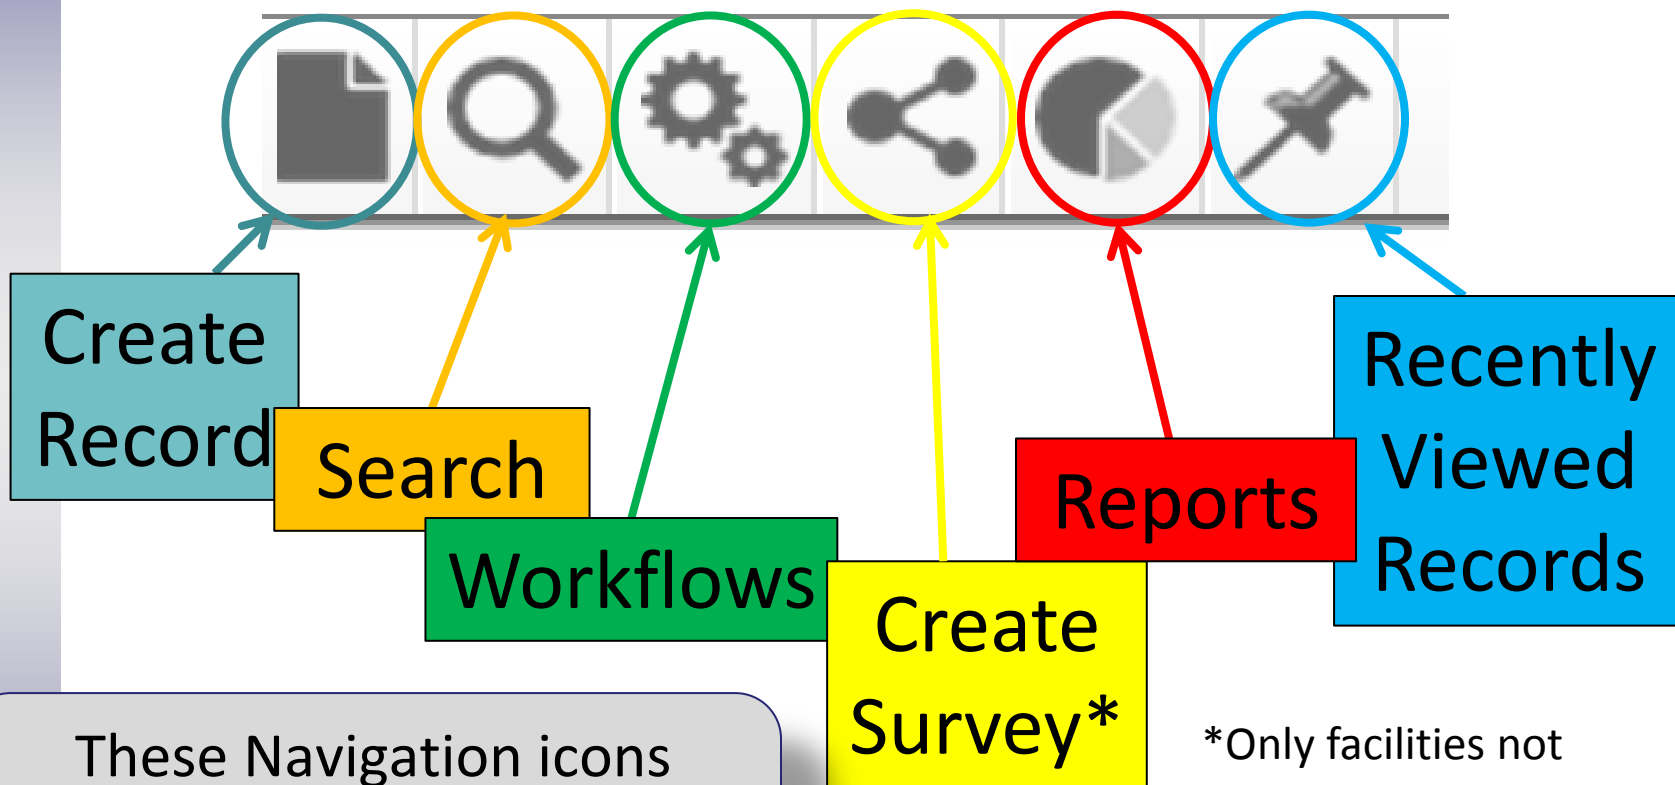 Create
Record
Search
Workflows
Create
Survey*
Reports
Recently
Viewed
Records
These Navigation icons
*Only facilities not